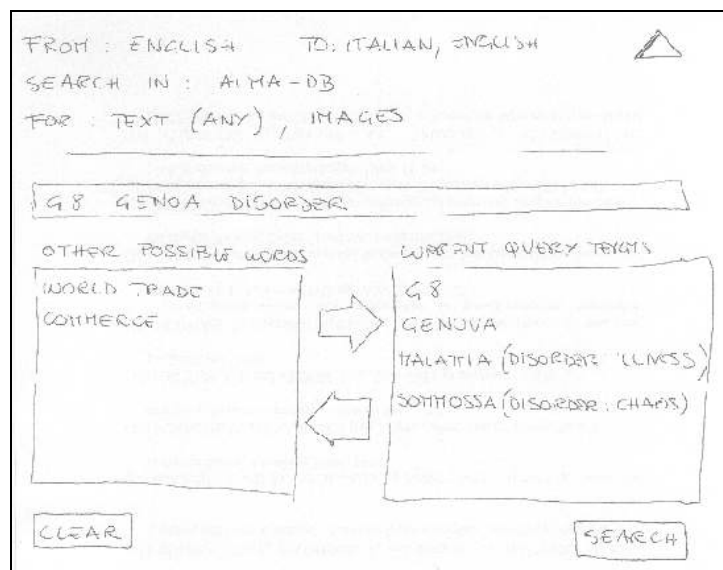 FROM : ENGLISH TO: ITALIAN, ENGLISH
SEARCH IN : ALMA-DB
FOR : TEXT (ANY), IMAGES
G8 GENOA DISORDER
OTHER POSSIBLE WORDS
WORLD TRADE
COMMERCE
CURRENT QUERY TERMS
G8
GENOVA
MALATTIA (DISORDER: ILLNESS)
SOMMOSSA (DISORDER: CHAOS)
CLEAR
SEARCH